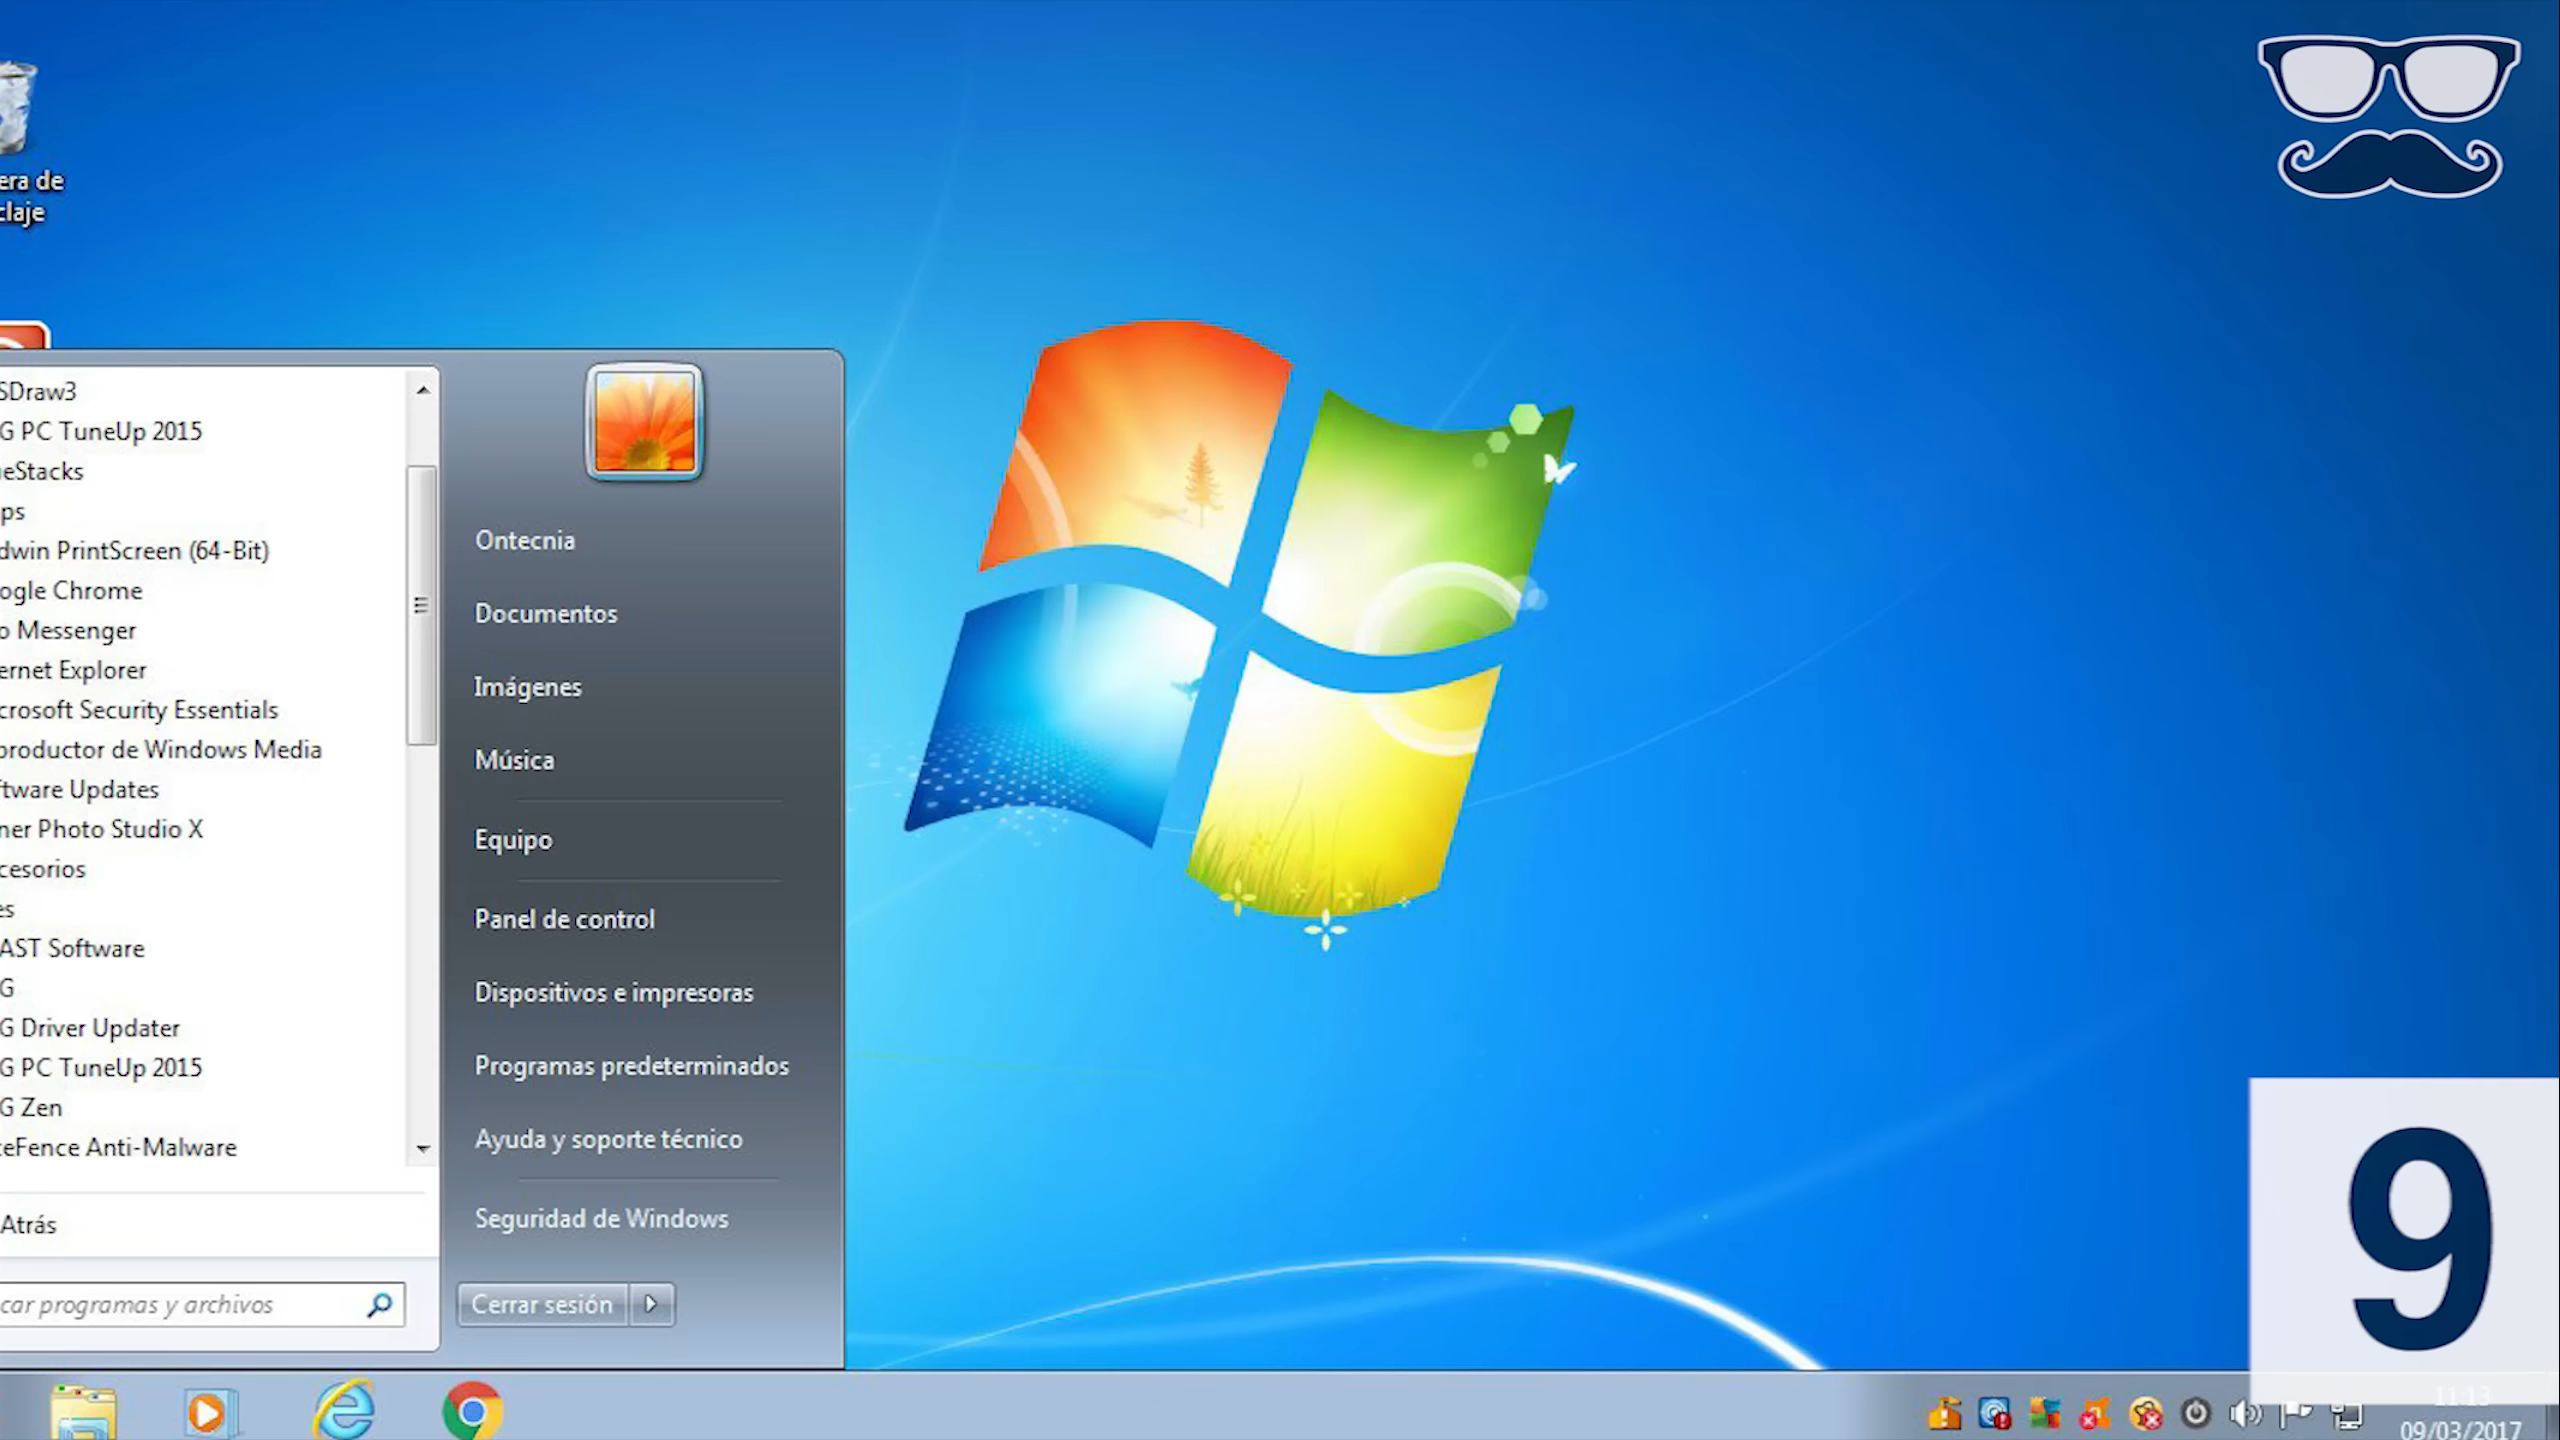 era de
claje
SDraw3
G PC TuneUp 2015
eStacks
ps
dwin PrintScreen (64-Bit)
ogle Chrome
o Messenger
ernet Explorer
crosoft Security Essentials
productor de Windows Media
ftware Updates
ner Photo Studio X
cesorios
es
AST Software
G
G Driver Updater
G PC TuneUp 2015
G Zen
eFence Anti-Malware
Atrás
car programas y archivos
Ontecnia
Documentos
Imágenes
Música
Equipo
Panel de control
Dispositivos e impresoras
Programas predeterminados
Ayuda y soporte técnico
Seguridad de Windows
Cerrar sesión
9
11:13
09/03/2017